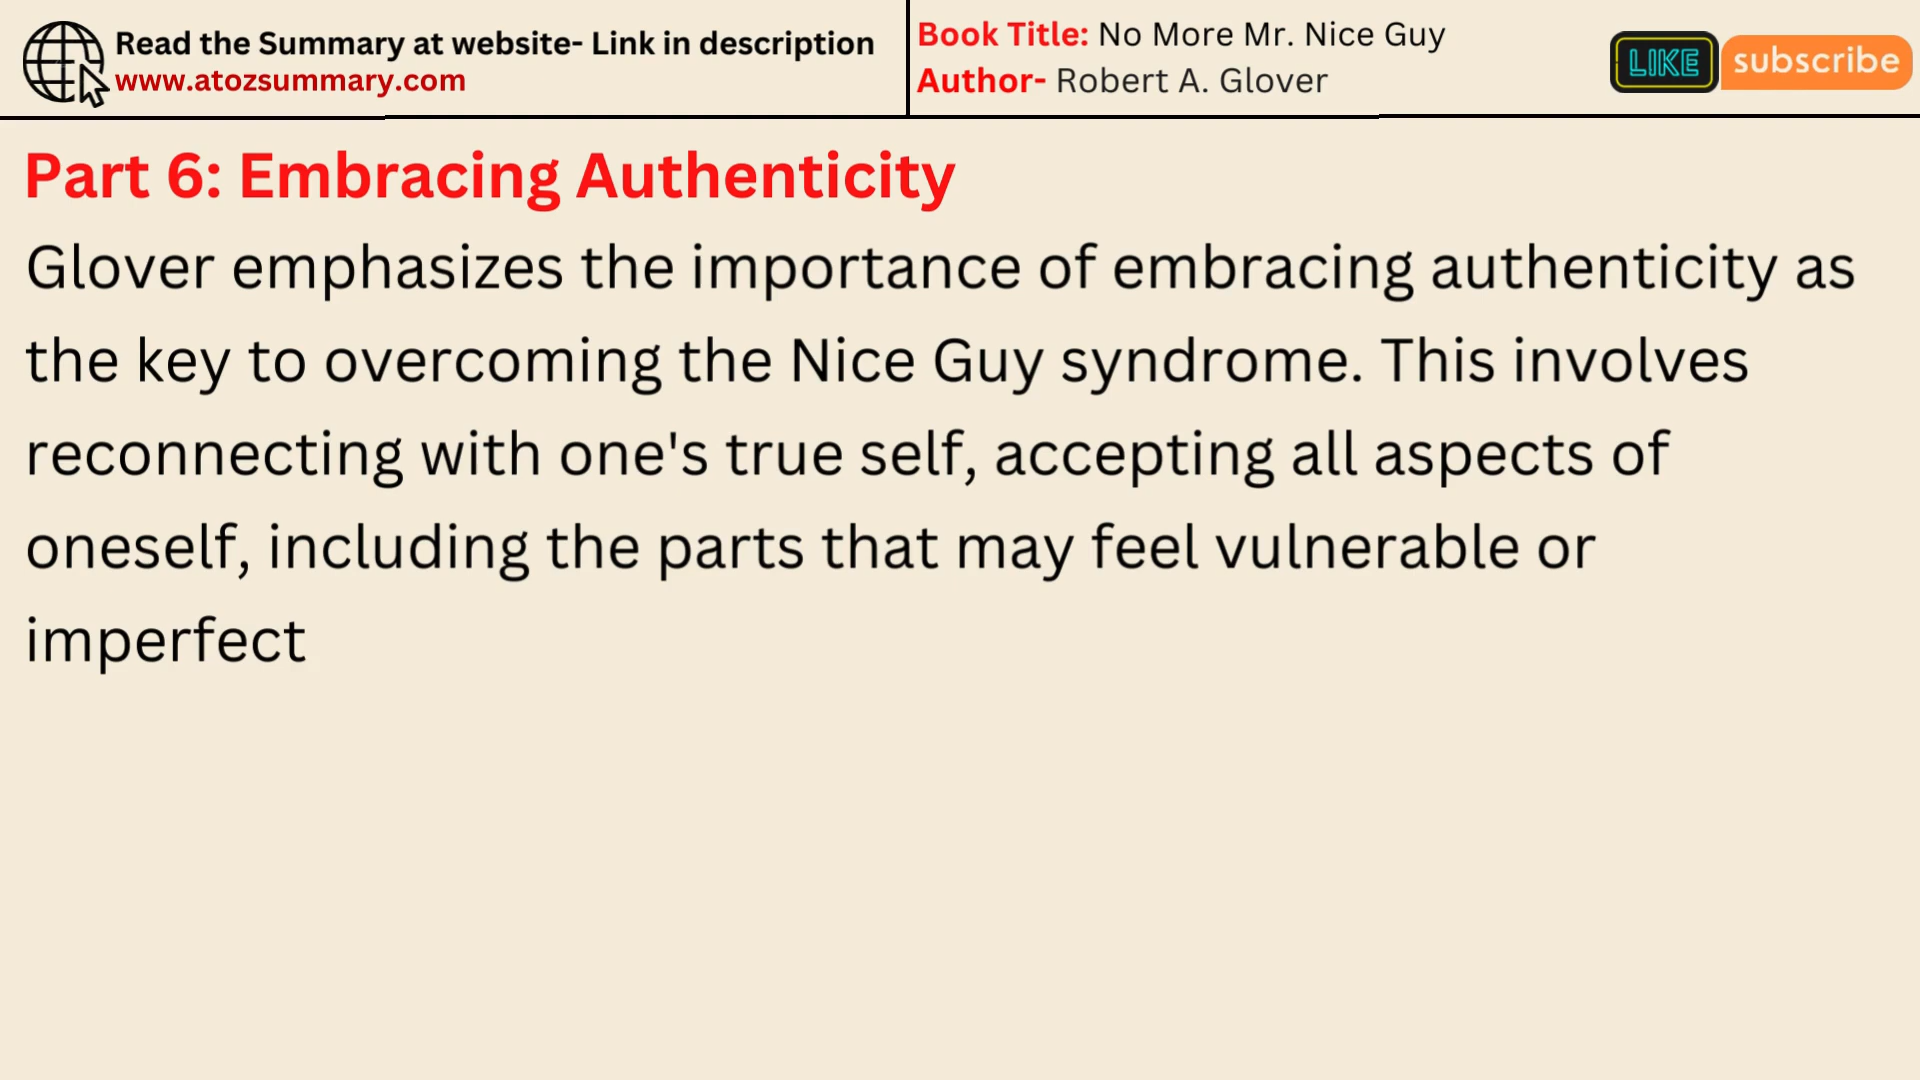 Read the Summary at website- Link in description
www.atozsummary.com
Book Title: No More Mr. Nice Guy
Author- Robert A. Glover
LIKE
subscribe
Part 6: Embracing Authenticity
Glover emphasizes the importance of embracing authenticity as
the key to overcoming the Nice Guy syndrome. This involves
reconnecting with one's true self, accepting all aspects of
oneself, including the parts that may feel vulnerable or
imperfect